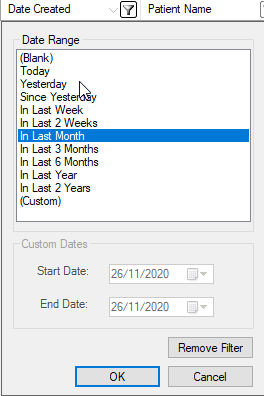 Date Created Patient Name
Date Range
(Blank)
Today
Yesterday
Since Yesterday
In Last Week
In Last 2 Weeks
In Last Month
In Last 3 Months
In Last 6 Months
In Last Year
In Last 2 Years
(Custom)
Custom Dates
Start Date: 26/11/2020
End Date: 26/11/2020
Remove Filter
OK Cancel